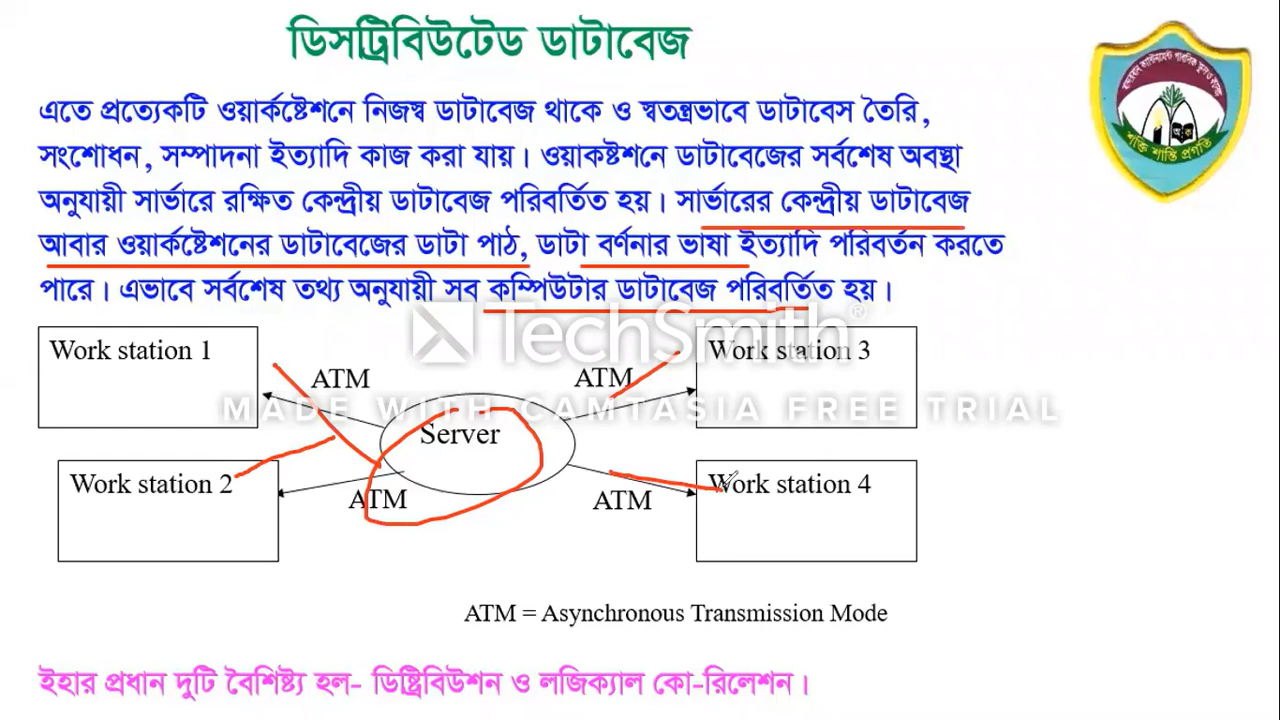 ডিসট্রিবিউটেড ডাটাবেজ
এতে প্রত্যেকটি ওয়ার্কষ্টেশনে নিজস্ব ডাটাবেজ থাকে ও স্বতন্ত্রভাবে ডাটাবেস তৈরি,
সংশোধন, সম্পাদনা ইত্যাদি কাজ করা যায়। ওয়াকষ্টশনে ডাটাবেজের সর্বশেষ অবস্থা
অনুযায়ী সার্ভারে রক্ষিত কেন্দ্রীয় ডাটাবেজ পরিবর্তিত হয়। সার্ভারের কেন্দ্রীয় ডাটাবেজ
আবার ওয়ার্কষ্টেশনের ডাটাবেজের ডাটা পাঠ, ডাটা বর্ণনার ভাষা ইত্যাদি পরিবর্তন করতে
পারে। এভাবে সর্বশেষ তথ্য অনুযায়ী সব কম্পিউটার ডাটাবেজ পরিবর্তিত হয়।
TechSmith®
MADE WITH CAMTASIA FREE TRIAL
Work station 1
ATM
ATM
Work station 3
Server
Work station 2
ATM
ATM
Work station 4
ATM = Asynchronous Transmission Mode
ইহার প্রধান দুটি বৈশিষ্ট্য হল- ডিষ্ট্রিবিউশন ও লজিক্যাল কো-রিলেশন।
শক্তি শান্তি প্রগতি